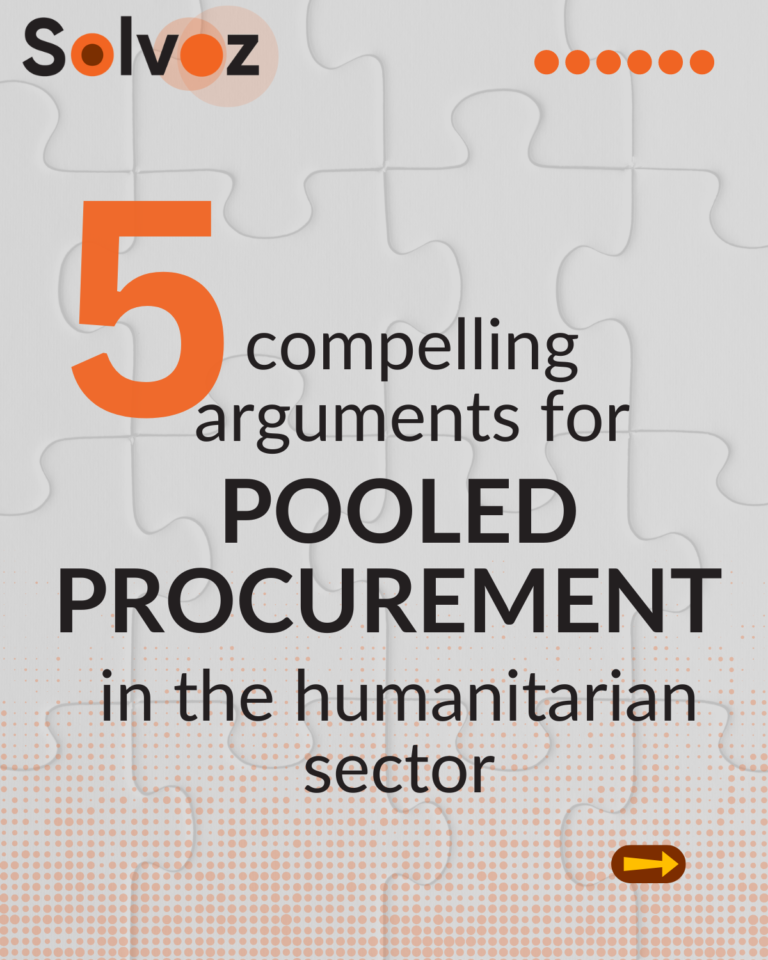 Solvoz
5 compelling
arguments for
POOLED
PROCUREMENT
in the humanitarian
sector